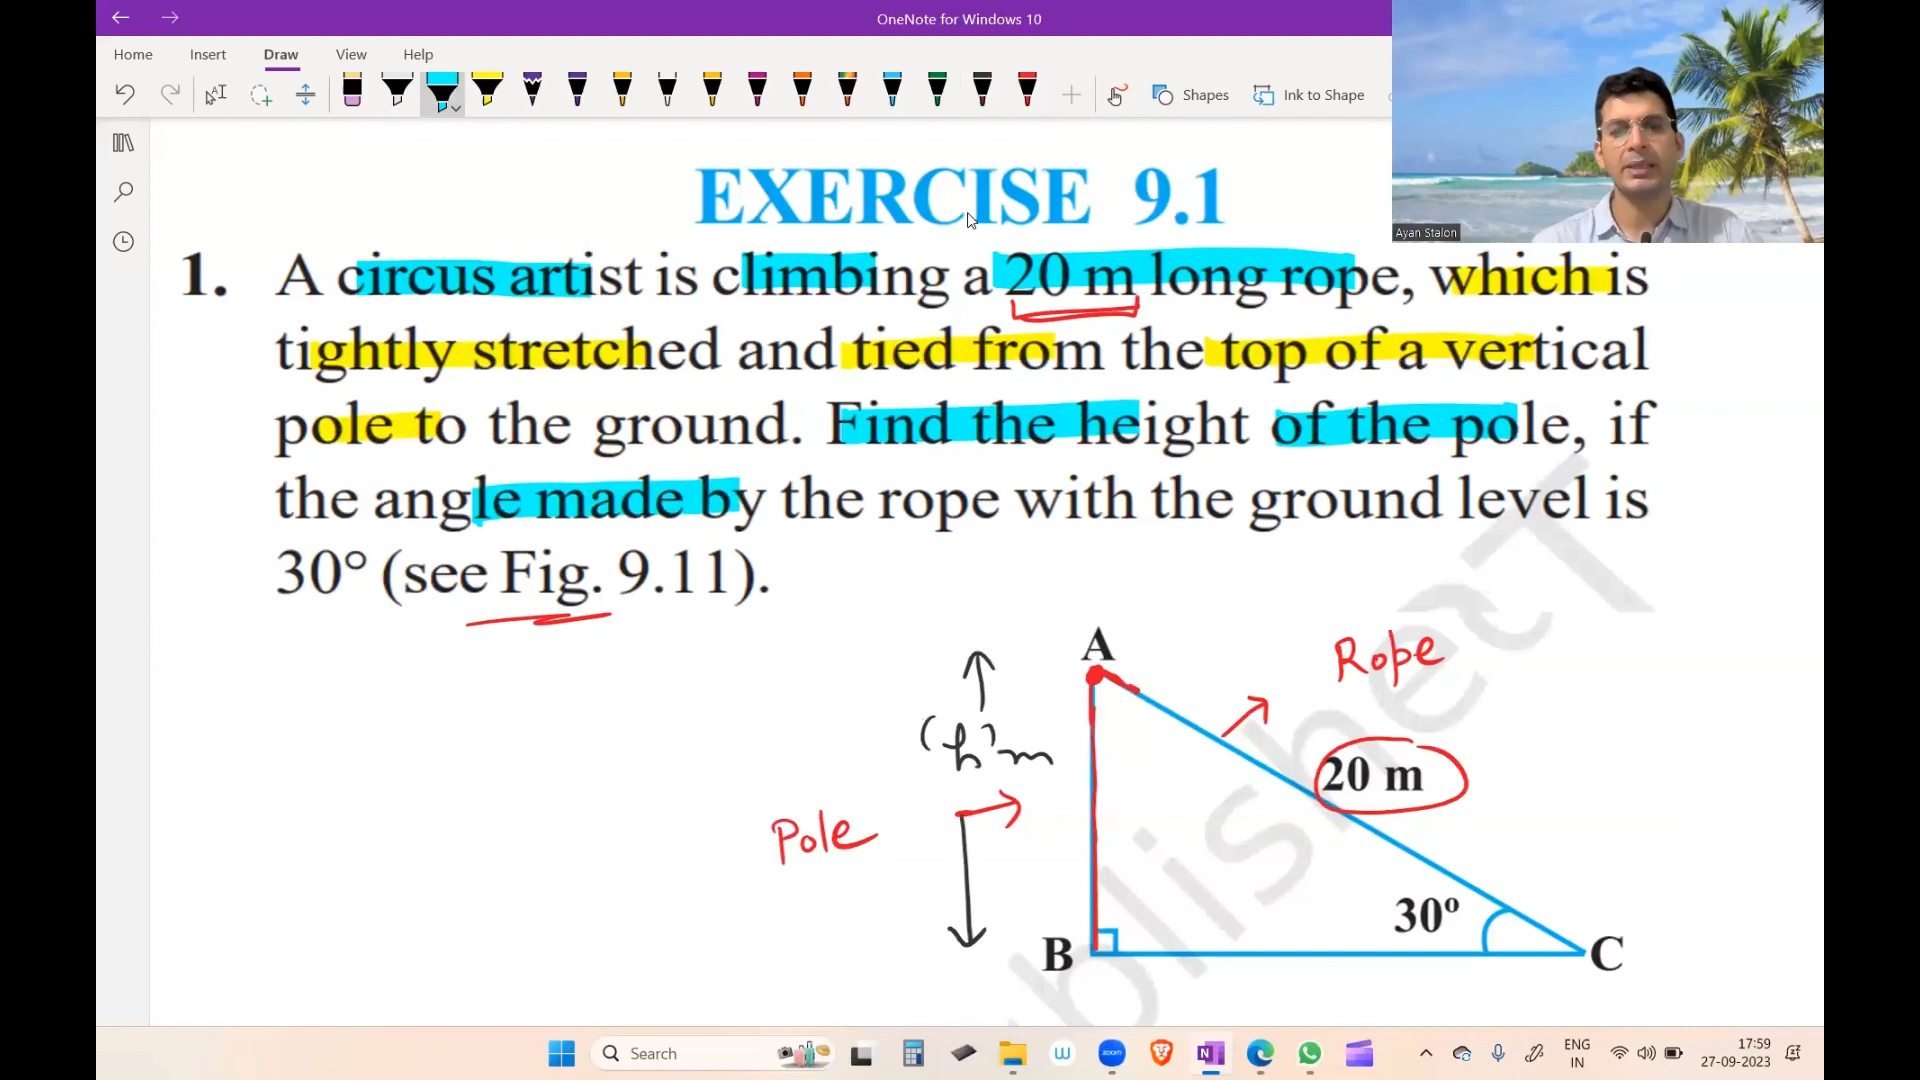 OneNote for Windows 10
Home Insert Draw View Help
Shapes Ink to Shape
Ayan Stalon
EXERCISE 9.1
1. A circus artist is climbing a 20 m long rope, which is
tightly stretched and tied from the top of a vertical
pole to the ground. Find the height of the pole, if
the angle made by the rope with the ground level is
30° (see Fig. 9.11).
A
Rope
(h)m
20 m
Pole
30º
B
C
Search
zoom
ENG
IN
17:59
27-09-2023